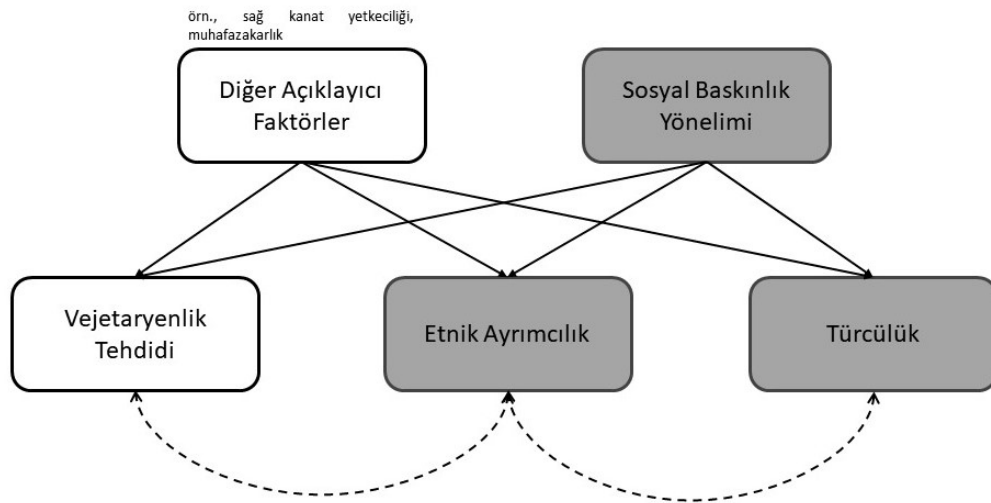 örn., sağ kanat yetkeciliği,
muhafazakarlık
Diğer Açıklayıcı
Faktörler
Sosyal Baskınlık
Yönelimi
Vejetaryenlik
Tehdidi
Etnik Ayrımcılık
Türcülük